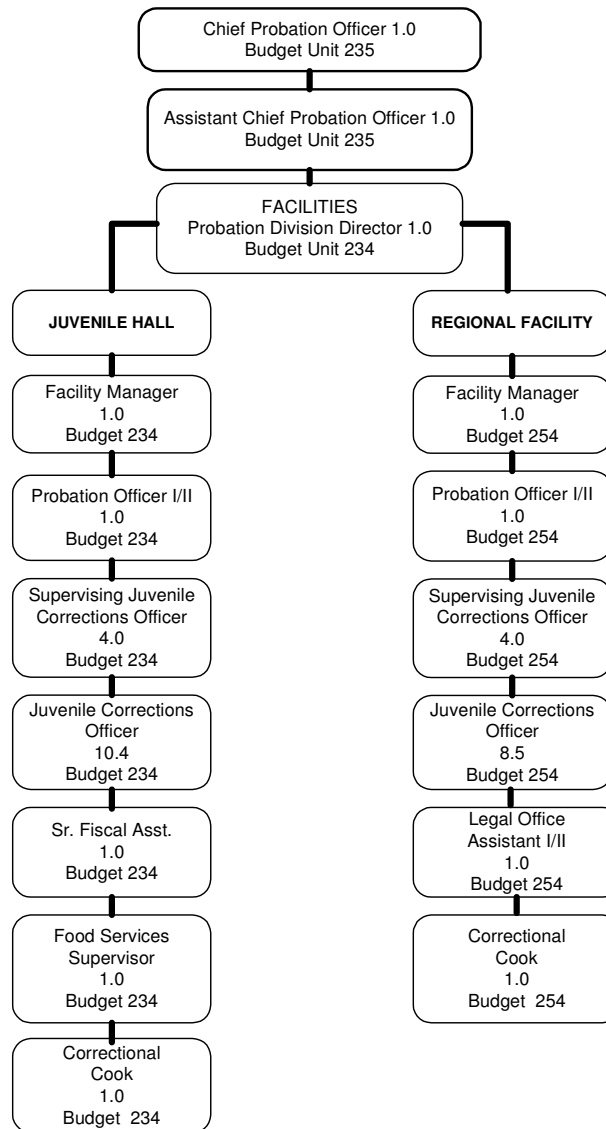 Chief Probation Officer 1.0
Budget Unit 235
Assistant Chief Probation Officer 1.0
Budget Unit 235
FACILITIES
Probation Division Director 1.0
Budget Unit 234
JUVENILE HALL
Facility Manager
1.0
Budget 234
Probation Officer I/II
1.0
Budget 234
Supervising Juvenile
Corrections Officer
4.0
Budget 234
Juvenile Corrections
Officer
10.4
Budget 234
Sr. Fiscal Asst.
1.0
Budget 234
Food Services
Supervisor
1.0
Budget 234
Correctional
Cook
1.0
Budget 234
REGIONAL FACILITY
Facility Manager
1.0
Budget 254
Probation Officer I/II
1.0
Budget 254
Supervising Juvenile
Corrections Officer
4.0
Budget 254
Juvenile Corrections
Officer
8.5
Budget 254
Legal Office
Assistant I/II
1.0
Budget 254
Correctional
Cook
1.0
Budget 254